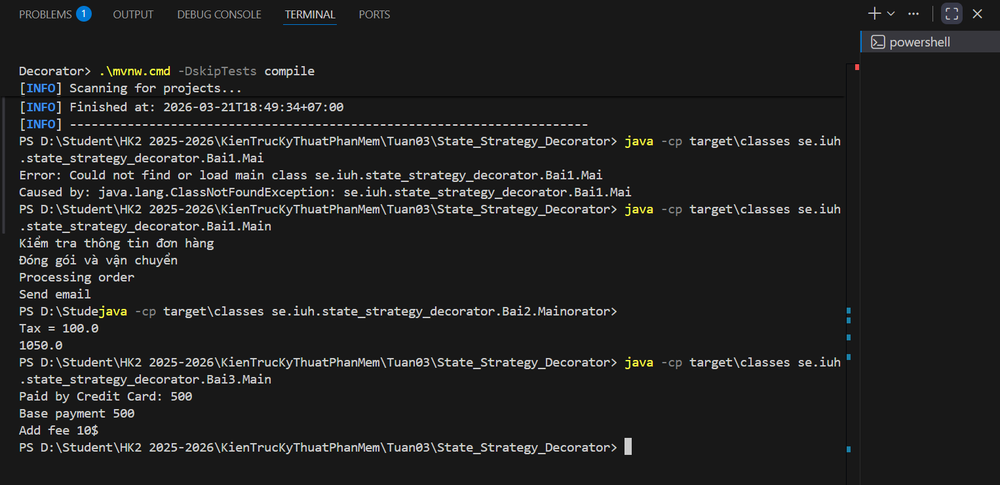 PROBLEMS 1 OUTPUT DEBUG CONSOLE TERMINAL PORTS
powershell
Decorator> .\mvnw.cmd -DskipTests compile
[INFO] Scanning for projects...
[INFO] Finished at: 2026-03-21T18:49:34+07:00
[INFO] ------------------------------------------------------------------------
PS D:\Student\HK2 2025-2026\KienTrucKyThuatPhanMem\Tuan03\State_Strategy_Decorator> java -cp target\classes se.iuh
.state_strategy_decorator.Bai1.Mai
Error: Could not find or load main class se.iuh.state_strategy_decorator.Bai1.Mai
Caused by: java.lang.ClassNotFoundException: se.iuh.state_strategy_decorator.Bai1.Mai
PS D:\Student\HK2 2025-2026\KienTrucKyThuatPhanMem\Tuan03\State_Strategy_Decorator> java -cp target\classes se.iuh
.state_strategy_decorator.Bai1.Main
Kiểm tra thông tin đơn hàng
Đóng gói và vận chuyển
Processing order
Send email
PS D:\Studejava -cp target\classes se.iuh.state_strategy_decorator.Bai2.Mainorator>
Tax = 100.0
1050.0
PS D:\Student\HK2 2025-2026\KienTrucKyThuatPhanMem\Tuan03\State_Strategy_Decorator> java -cp target\classes se.iuh
.state_strategy_decorator.Bai3.Main
Paid by Credit Card: 500
Base payment 500
Add fee 10$
PS D:\Student\HK2 2025-2026\KienTrucKyThuatPhanMem\Tuan03\State_Strategy_Decorator>